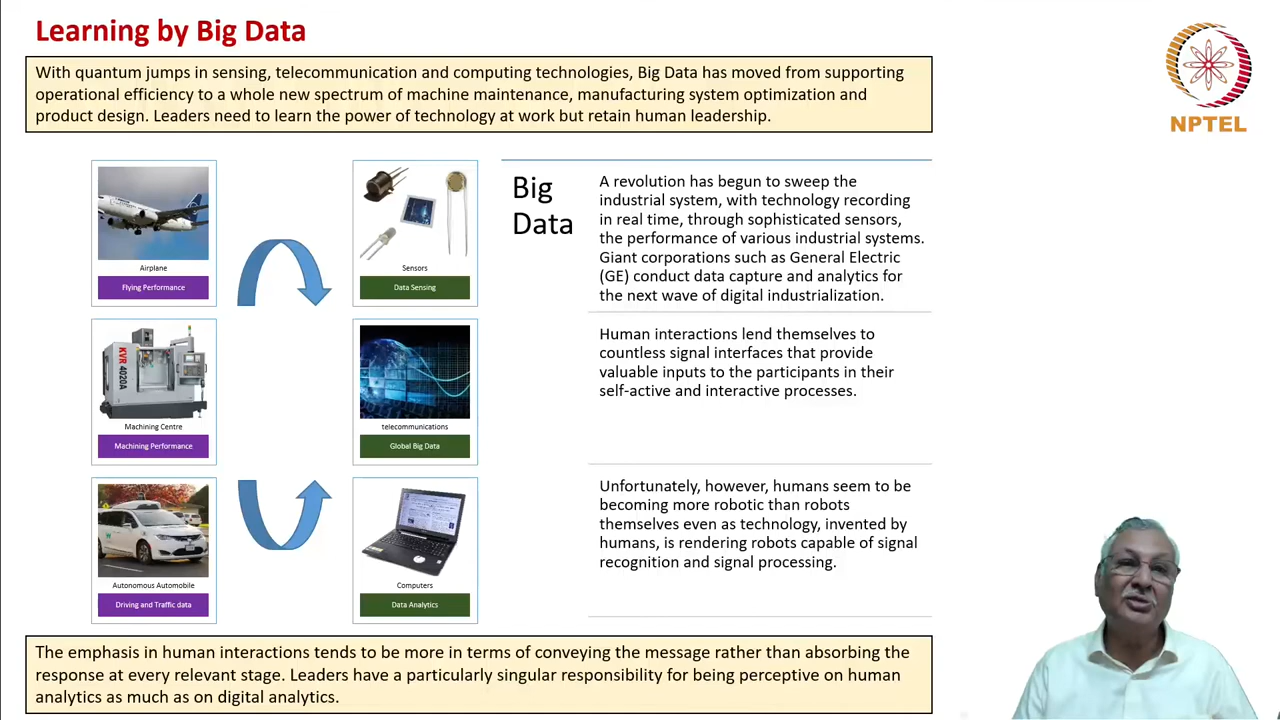 Learning by Big Data
With quantum jumps in sensing, telecommunication and computing technologies, Big Data has moved from supporting
operational efficiency to a whole new spectrum of machine maintenance, manufacturing system optimization and
product design. Leaders need to learn the power of technology at work but retain human leadership.
NPTEL
Airplane
Flying Performance
Sensors
Data Sensing
KVR 4020A
Machining Centre
Machining Performance
telecommunications
Global Big Data
Autonomous Automobile
Driving and Traffic data
Computers
Data Analytics
Big
Data
A revolution has begun to sweep the
industrial system, with technology recording
in real time, through sophisticated sensors,
the performance of various industrial systems.
Giant corporations such as General Electric
(GE) conduct data capture and analytics for
the next wave of digital industrialization.
Human interactions lend themselves to
countless signal interfaces that provide
valuable inputs to the participants in their
self-active and interactive processes.
Unfortunately, however, humans seem to be
becoming more robotic than robots
themselves even as technology, invented by
humans, is rendering robots capable of signal
recognition and signal processing.
The emphasis in human interactions tends to be more in terms of conveying the message rather than absorbing the
response at every relevant stage. Leaders have a particularly singular responsibility for being perceptive on human
analytics as much as on digital analytics.